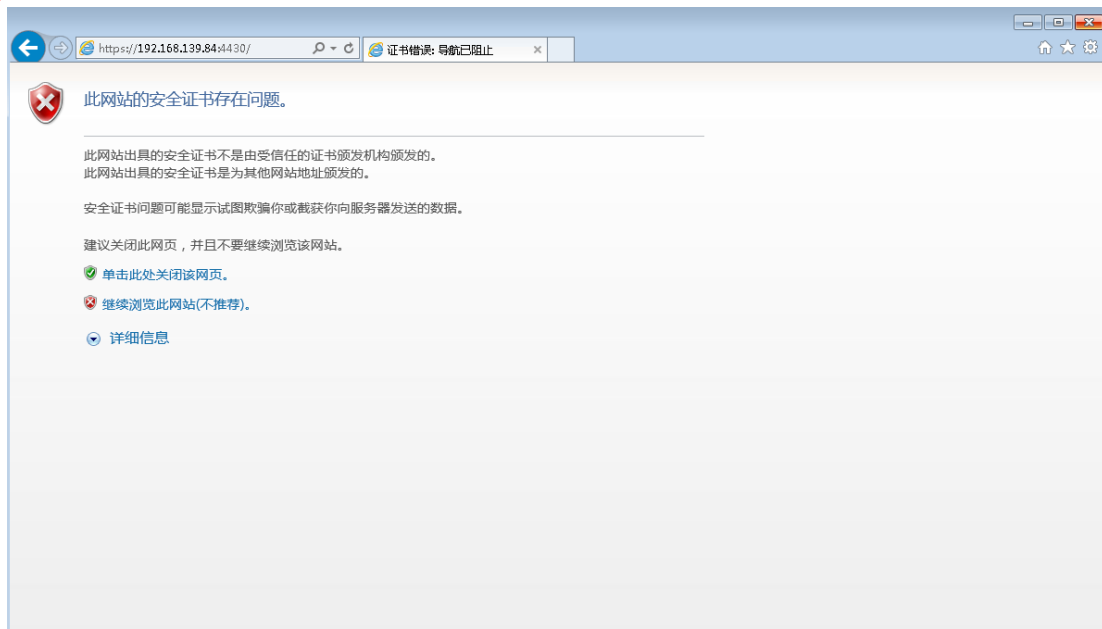 https://192.168.139.84:4430/
证书错误: 导航已阻止
此网站的安全证书存在问题。
此网站出具的安全证书不是由受信任的证书颁发机构颁发的。
此网站出具的安全证书是为其他网站地址颁发的。
安全证书问题可能显示试图欺骗你或截获你向服务器发送的数据。
建议关闭此网页，并且不要继续浏览该网站。
单击此处关闭该网页。
继续浏览此网站(不推荐)。
详细信息